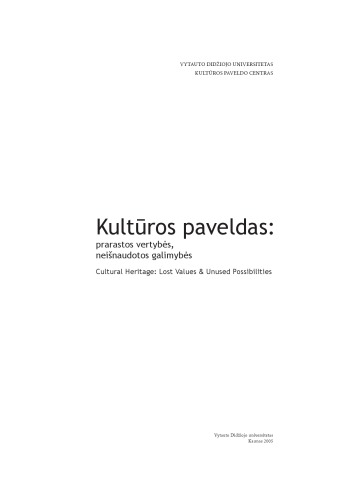 VYTAUTO DIDŽIOJO UNIVERSITETAS
KULTŪROS PAVELDO CENTRAS
Kultūros paveldas:
prarastos vertybės,
neišnaudotos galimybės
Cultural Heritage: Lost Values & Unused Possibilities
Vytauto Didžiojo universitetas
Kaunas 2005